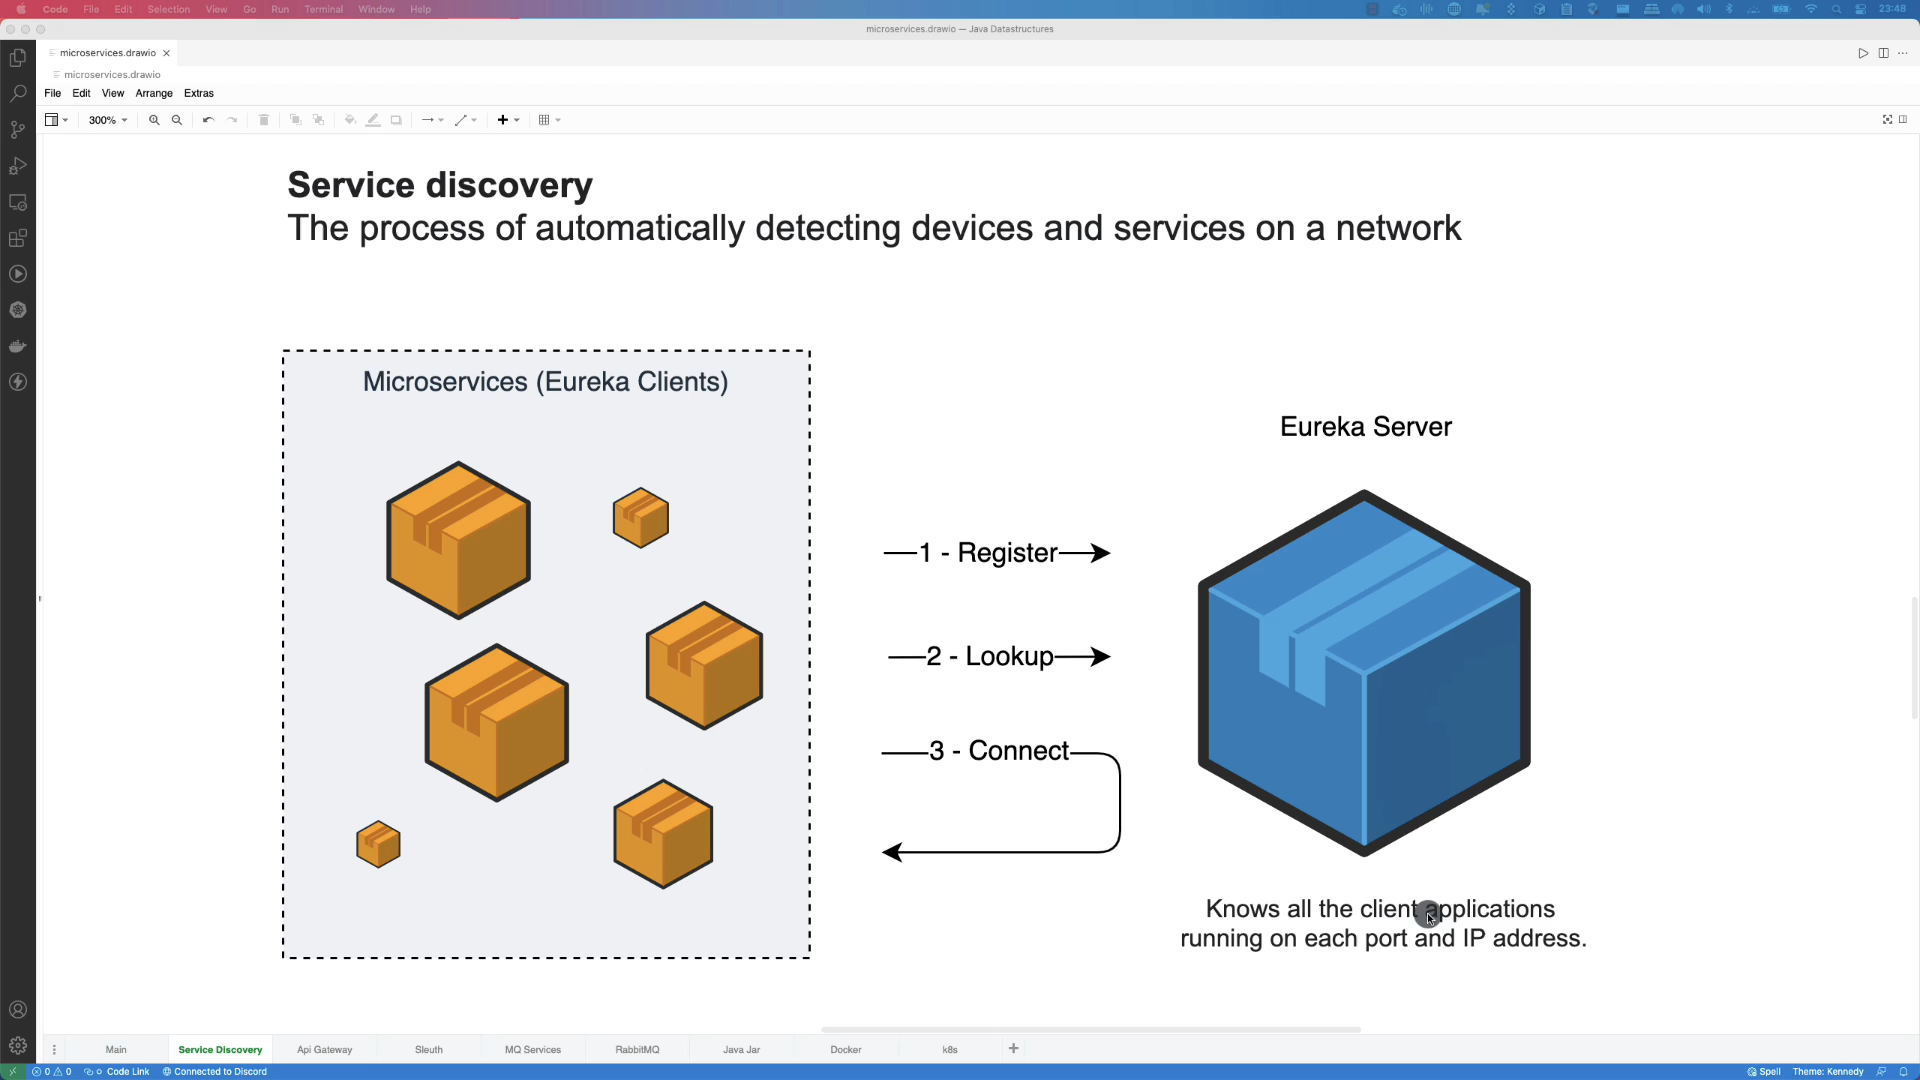 Code File Edit Selection View Go Run Terminal Window Help 23:48
microservices.drawio — Java Datastructures
microservices.drawio
microservices.drawio
File Edit View Arrange Extras
300%
Service discovery
The process of automatically detecting devices and services on a network
Microservices (Eureka Clients)
Eureka Server
1 - Register
2 - Lookup
3 - Connect
Knows all the client applications
running on each port and IP address.
Main Service Discovery Api Gateway Sleuth MQ Services RabbitMQ Java Jar Docker k8s
0 0 Code Link Connected to Discord Spell Theme: Kennedy